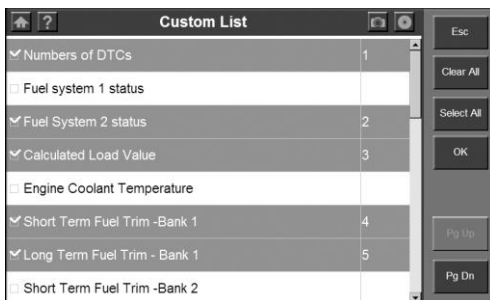 ?
Custom List
Numbers of DTCs 1
Fuel system 1 status
Fuel System 2 status 2
Calculated Load Value 3
Engine Coolant Temperature
Short Term Fuel Trim -Bank 1 4
Long Term Fuel Trim - Bank 1 5
Short Term Fuel Trim -Bank 2
Esc
Clear All
Select All
OK
Pg Up
Pg Dn